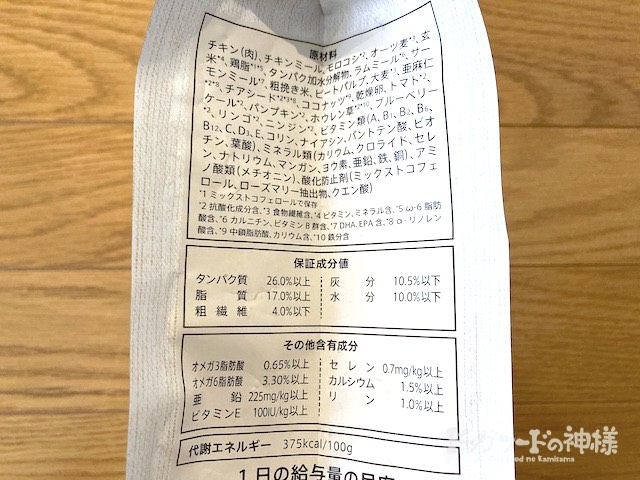 原材料
チキン(肉)、チキンミール、モロコシ*²、オーツ麦*³、玄
米*⁴、鶏脂*¹*⁵、タンパク加水分解物、ラムミール*⁶、サー
モンミール*⁷、粗挽き米、ビートパルプ、大麦*³、亜麻仁
*²*⁸、チアシード*²*³*⁸、ココナッツ*⁹、乾燥卵、トマト*²、
ケール*²、パンプキン*²、ホウレン草*²*¹⁰、ブルーベリー
*²、リンゴ*²、ニンジン*²、ビタミン類(A、B₁、B₂、B₆、
B₁₂、C、D₃、E、コリン、ナイアシン、パントテン酸、ビオ
チン、葉酸)、ミネラル類(カリウム、クロライド、セレ
ン、ナトリウム、マンガン、ヨウ素、亜鉛、鉄、銅)、アミ
ノ酸類(メチオニン)、酸化防止剤(ミックストコフェ
ロール、ローズマリー抽出物、クエン酸)
*1 ミックストコフェロールで保存
*2 抗酸化成分含、*3 食物繊維含、*4 ビタミン、ミネラル含、*5 ω-6 脂肪
酸含、*6 カルニチン、ビタミンB群含、*7 DHA、EPA 含、*8 α-リノレン
酸含、*9 中鎖脂肪酸、カリウム含、*10 鉄分含
保証成分値
タンパク質 26.0%以上 灰分 10.5%以下
脂質 17.0%以上 水分 10.0%以下
粗繊維 4.0%以下
その他含有成分
オメガ3脂肪酸 0.65%以上 セレン 0.7mg/kg以上
オメガ6脂肪酸 3.30%以上 カルシウム 1.5%以上
亜鉛 225mg/kg以上 リン 1.0%以上
ビタミンE 100IU/kg以上
代謝エネルギー 375kcal/100g
1日の給与量の目安
ドッグフードの神様
Dogfood no Kamisama